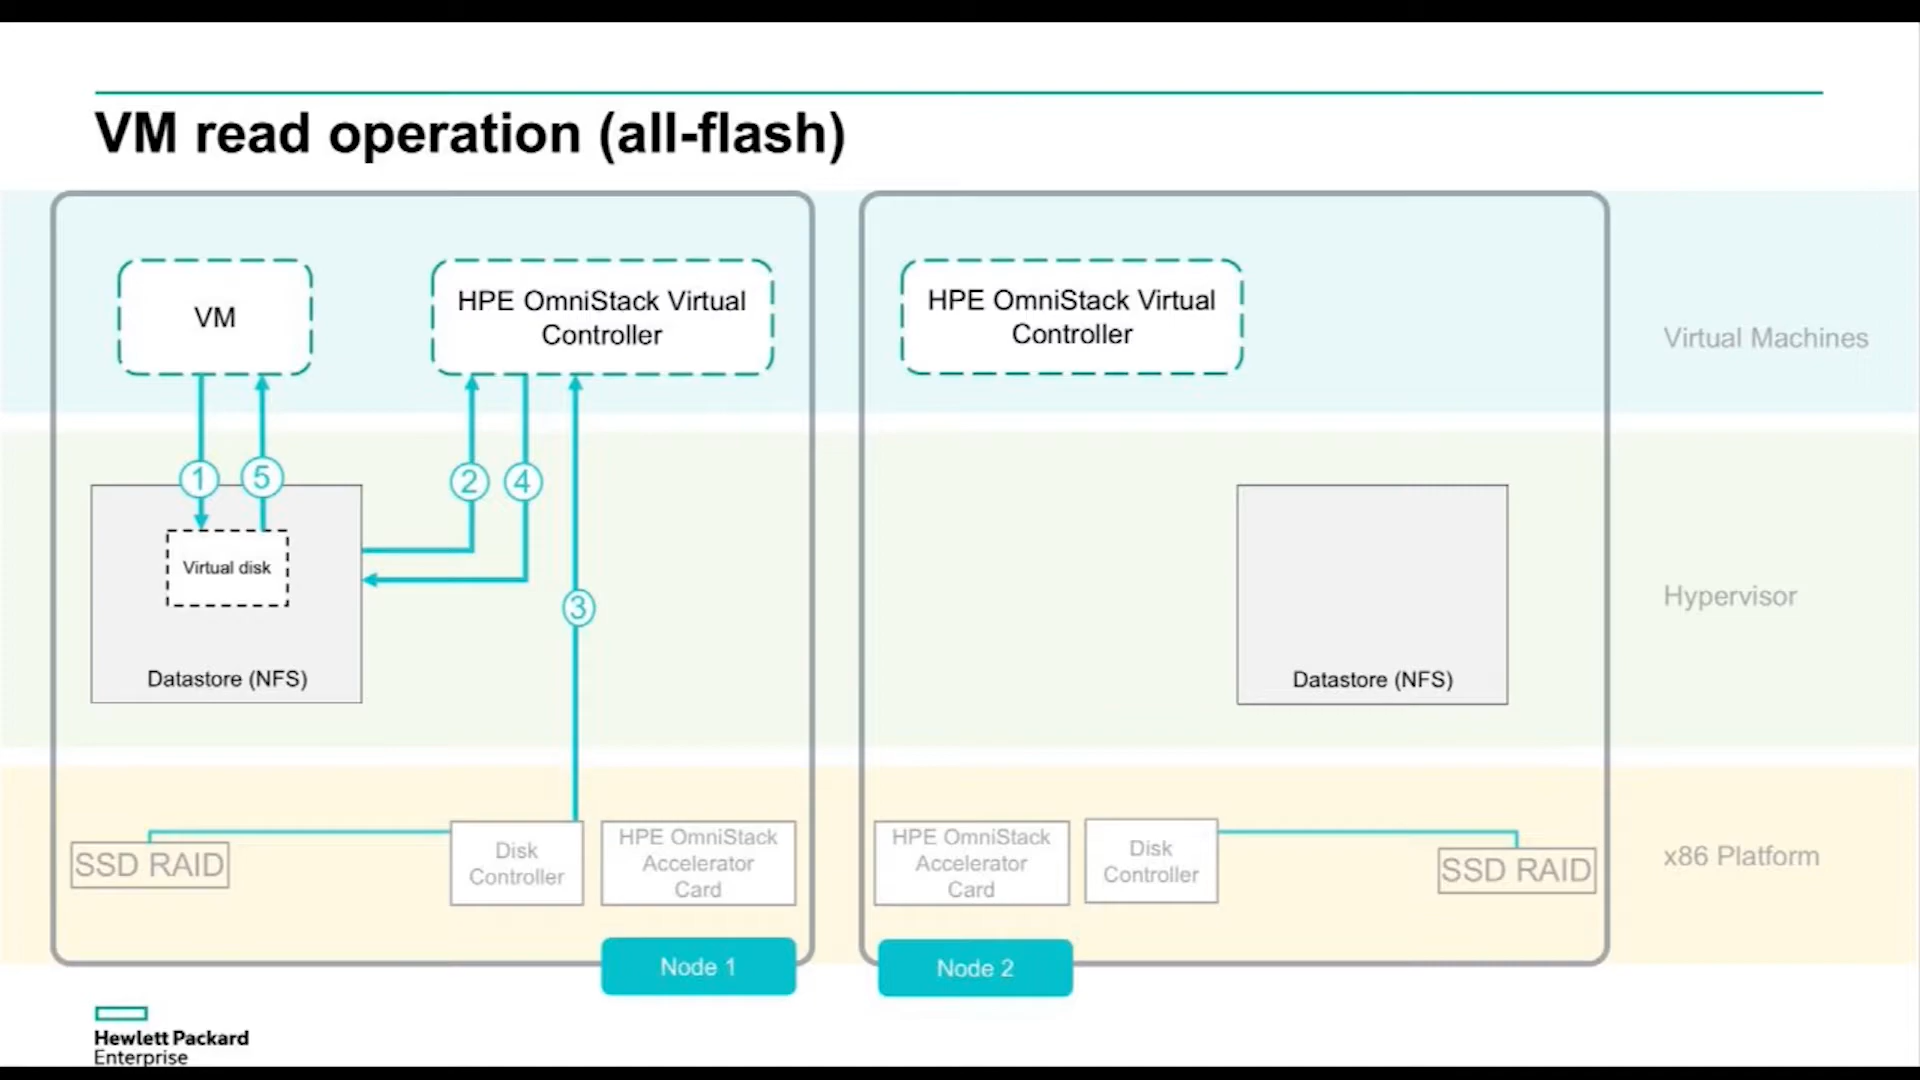 VM read operation (all-flash)
VM
HPE OmniStack Virtual
Controller
HPE OmniStack Virtual
Controller
Virtual Machines
1
5
2
4
3
Virtual disk
Datastore (NFS)
Datastore (NFS)
Hypervisor
SSD RAID
Disk
Controller
HPE OmniStack
Accelerator
Card
HPE OmniStack
Accelerator
Card
Disk
Controller
SSD RAID
x86 Platform
Node 1
Node 2
Hewlett Packard
Enterprise